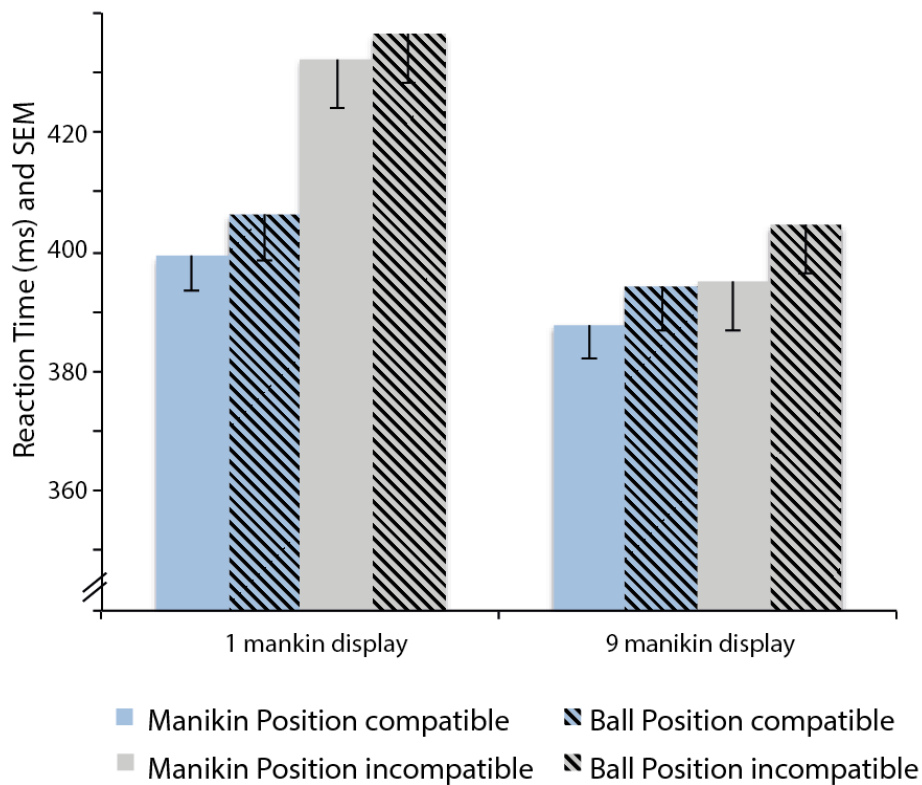 Reaction Time (ms) and SEM
420
400
380
360
1 mankin display
9 manikin display
Manikin Position compatible
Ball Position compatible
Manikin Position incompatible
Ball Position incompatible